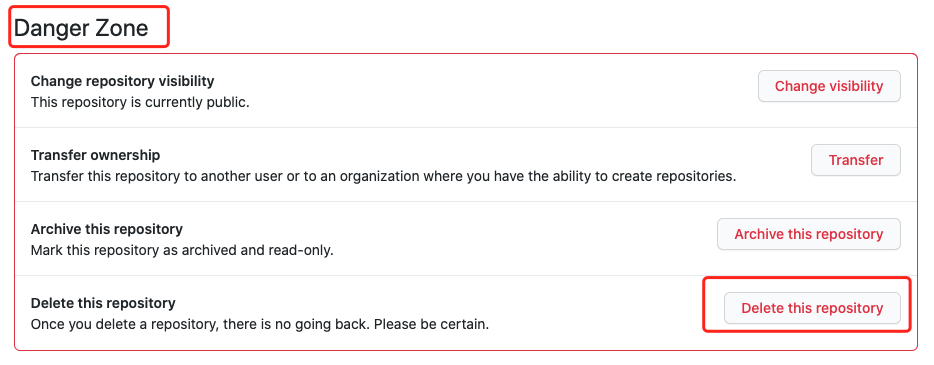 Danger Zone
Change repository visibility
This repository is currently public.
Change visibility
Transfer ownership
Transfer this repository to another user or to an organization where you have the ability to create repositories.
Transfer
Archive this repository
Mark this repository as archived and read-only.
Archive this repository
Delete this repository
Once you delete a repository, there is no going back. Please be certain.
Delete this repository